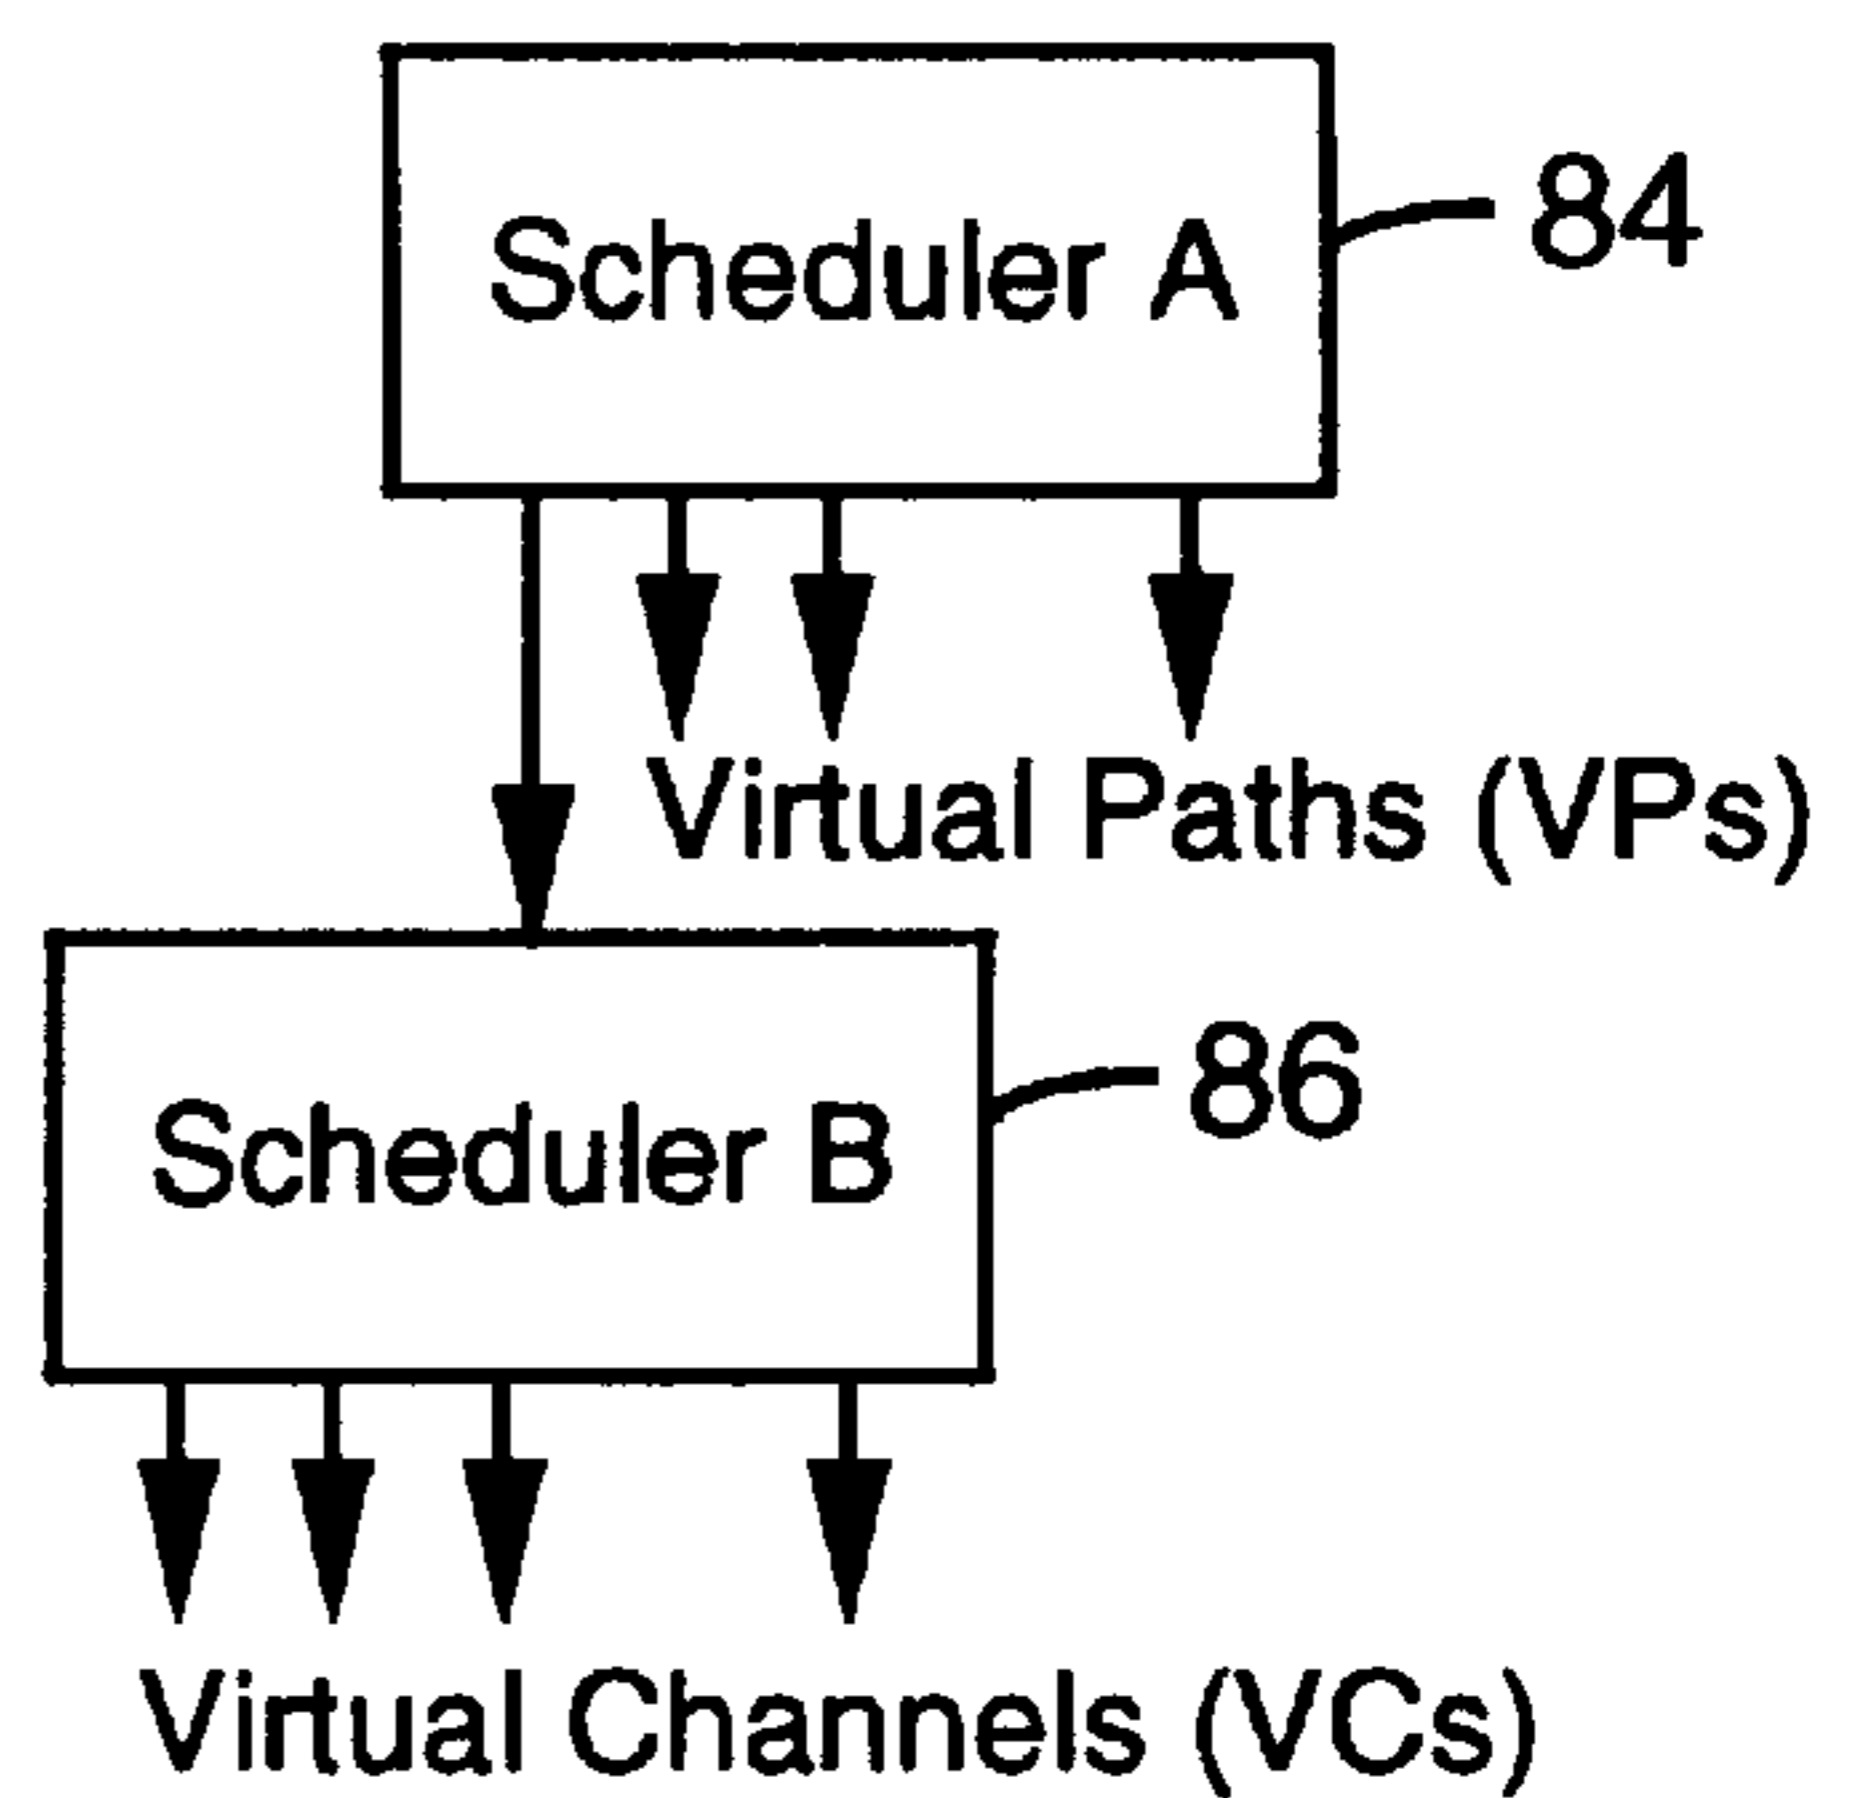 Scheduler A
84
Virtual Paths (VPs)
Scheduler B
86
Virtual Channels (VCs)